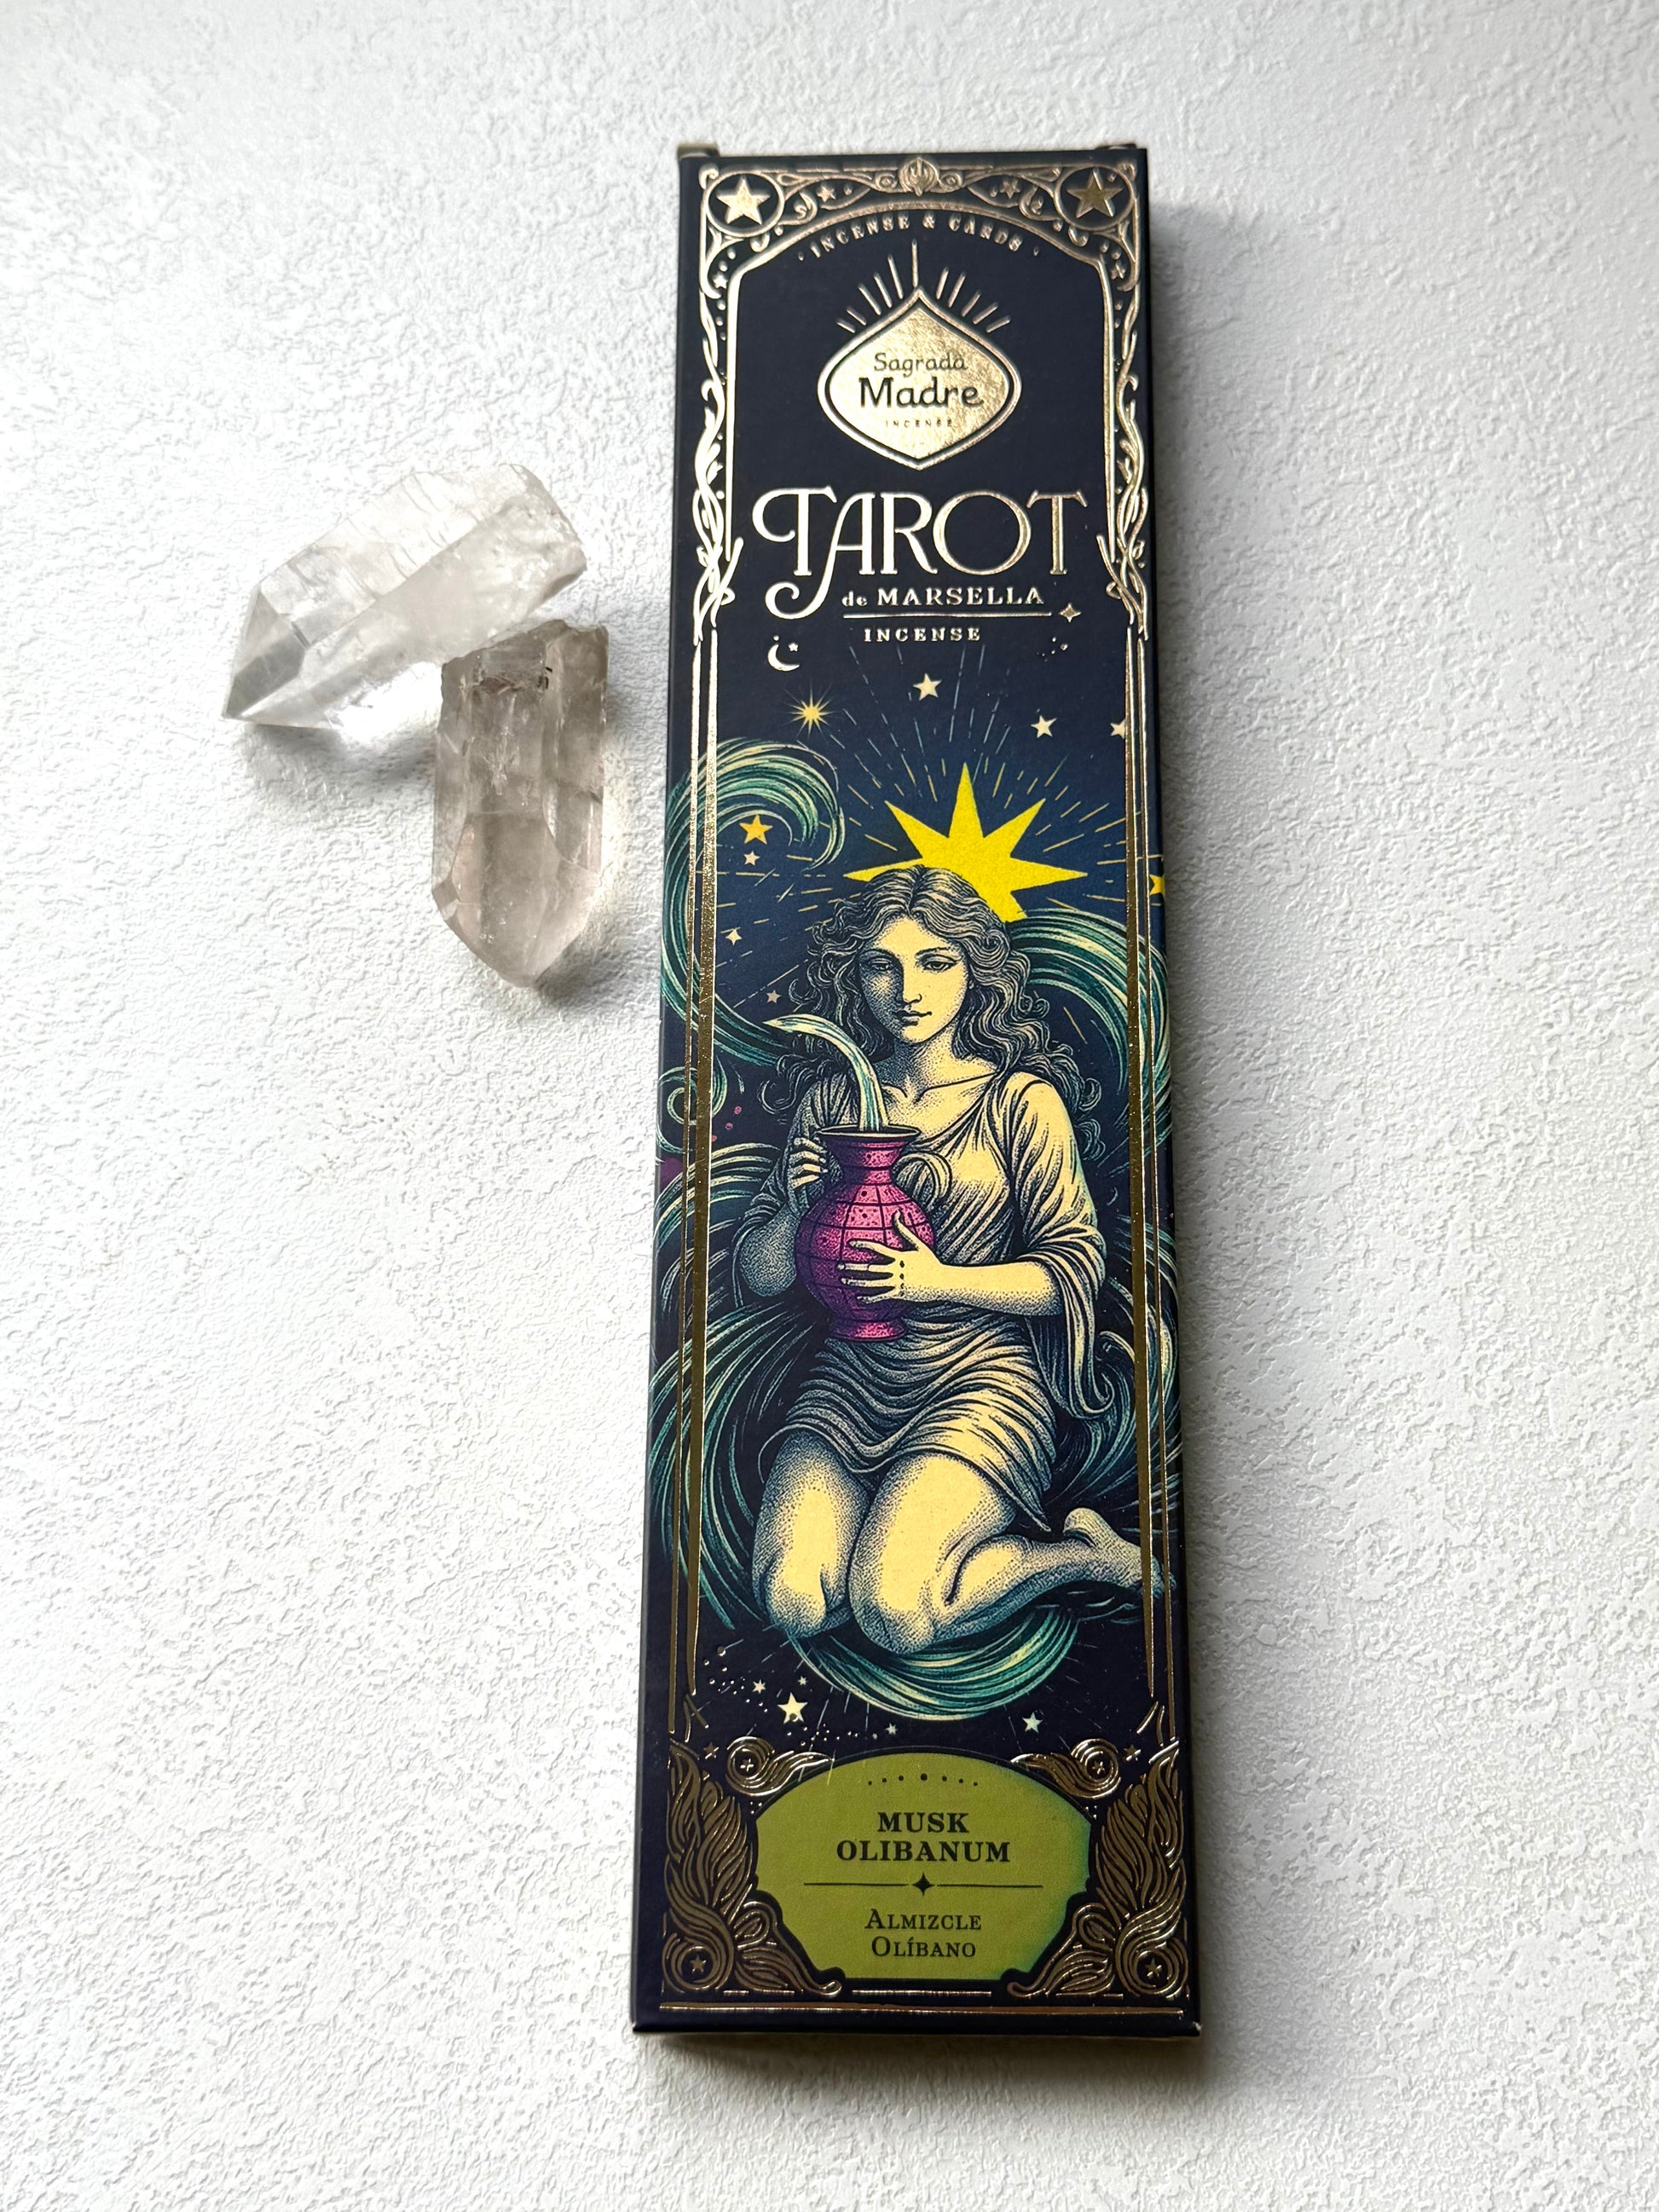 INCENSE & CARDS
Sagrada
Madre
INCENSE
TAROT
de MARSELLA
INCENSE
MUSK
OLIBANUM
ALMIZCLE
OLÍBANO